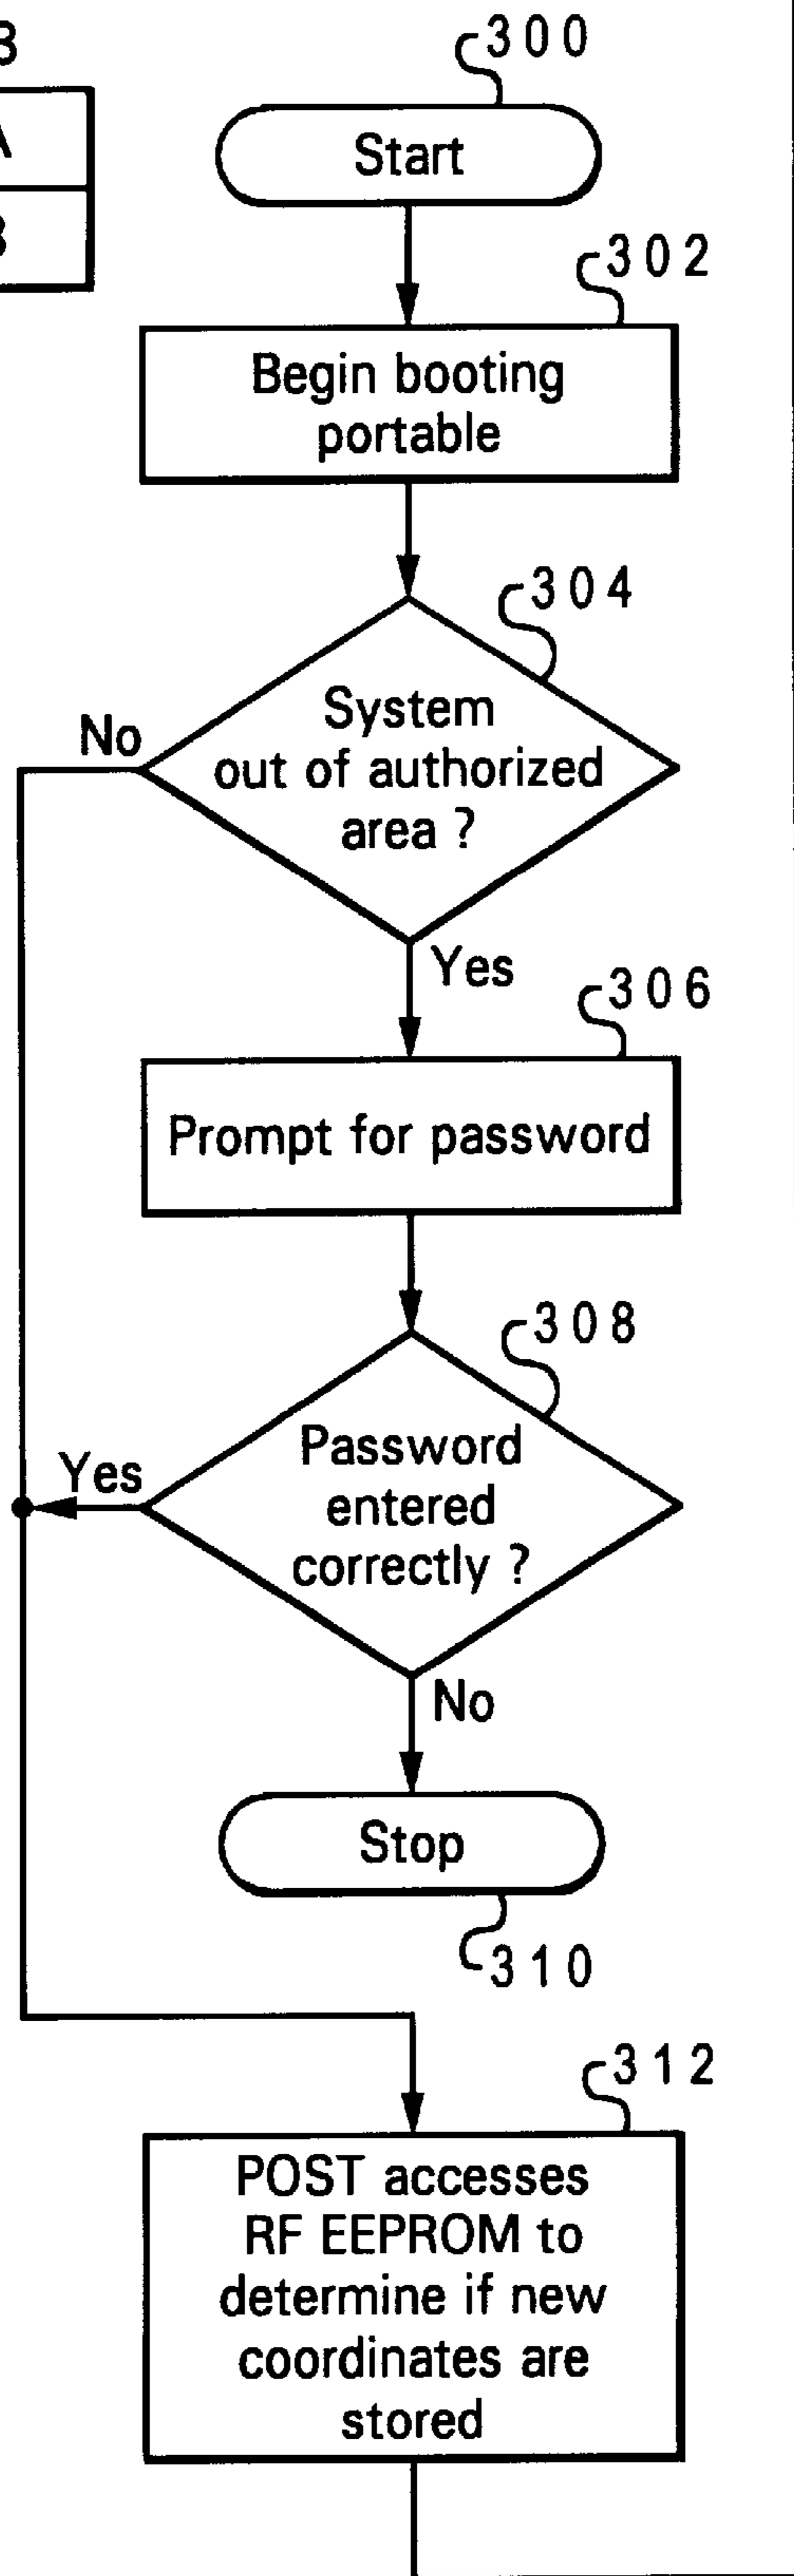 300
Start
302
Begin booting
portable
304
System
out of authorized
area ?
No
Yes
306
Prompt for password
308
Password
entered
correctly ?
Yes
No
Stop
310
312
POST accesses
RF EEPROM to
determine if new
coordinates are
stored